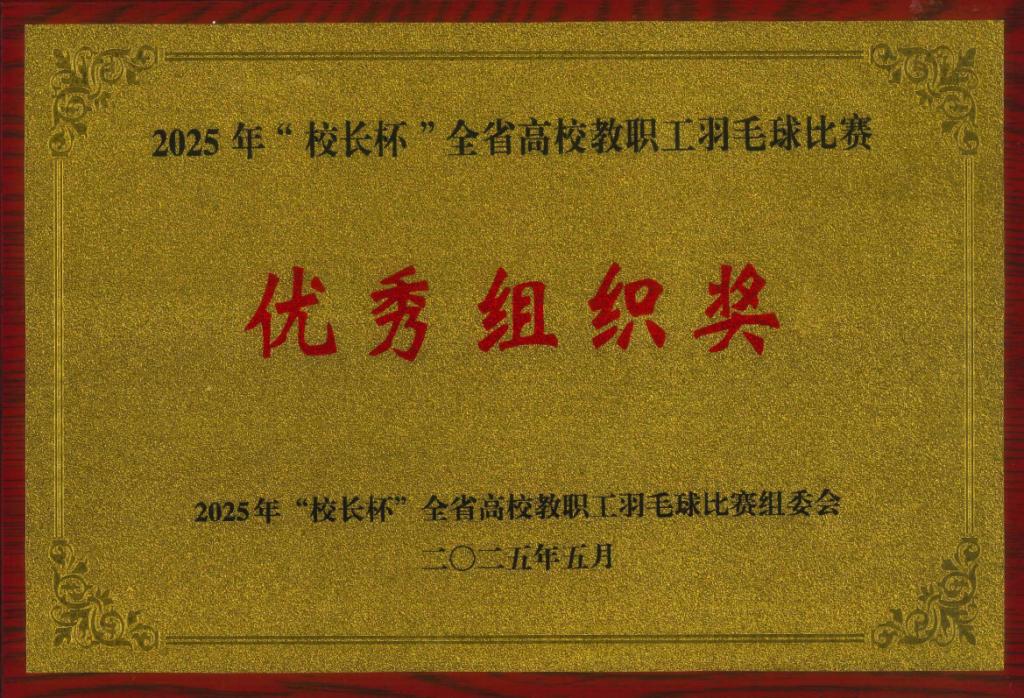 2025 年“校长杯”全省高校教职工羽毛球比赛
优秀组织奖
2025年“校长杯”全省高校教职工羽毛球比赛组委会
二〇二五年五月